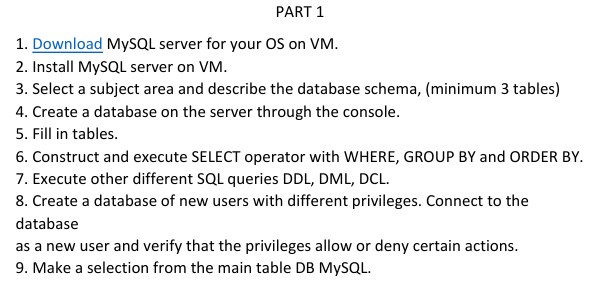 PART 1
1. Download MySQL server for your OS on VM.
2. Install MySQL server on VM.
3. Select a subject area and describe the database schema, (minimum 3 tables)
4. Create a database on the server through the console.
5. Fill in tables.
6. Construct and execute SELECT operator with WHERE, GROUP BY and ORDER BY.
7. Execute other different SQL queries DDL, DML, DCL.
8. Create a database of new users with different privileges. Connect to the
database
as a new user and verify that the privileges allow or deny certain actions.
9. Make a selection from the main table DB MySQL.